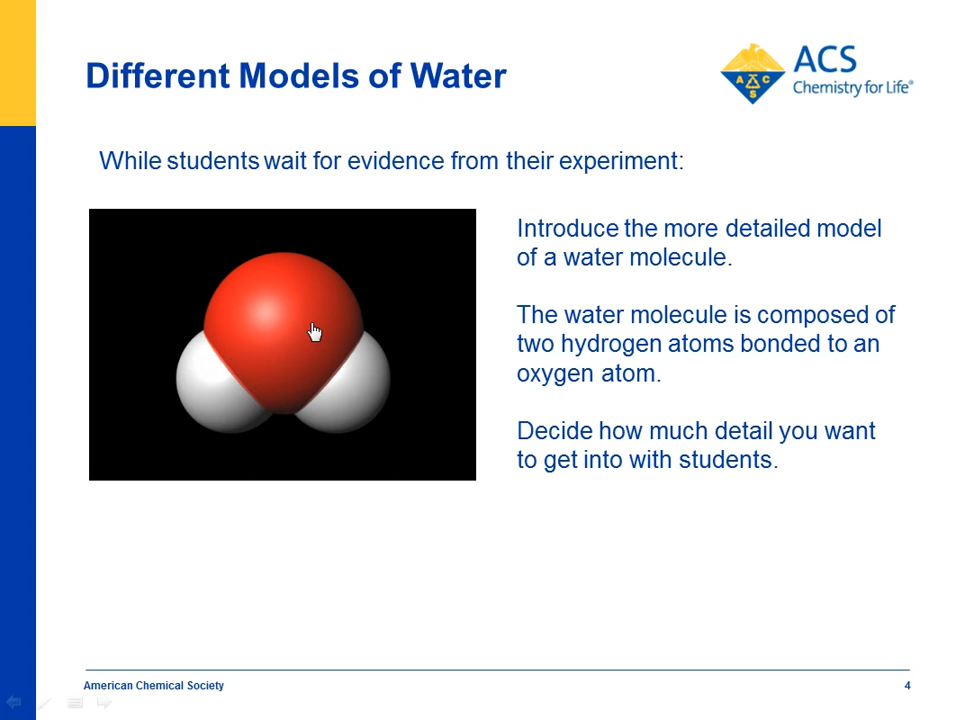 Different Models of Water
ACS
Chemistry for Life®
A C S
While students wait for evidence from their experiment:
Introduce the more detailed model
of a water molecule.
The water molecule is composed of
two hydrogen atoms bonded to an
oxygen atom.
Decide how much detail you want
to get into with students.
American Chemical Society
4